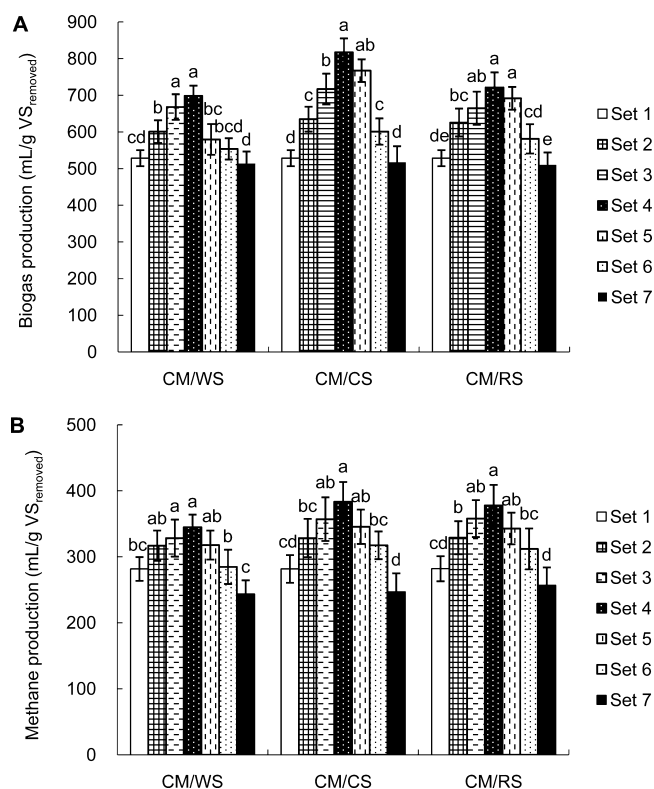 A
Biogas production (mL/g VSremoved)
900
800
700
600
500
400
300
200
100
0
cd b a a bc bcd d
d c b a ab c d
de bc ab a a cd e
CM/WS CM/CS CM/RS
Set 1
Set 2
Set 3
Set 4
Set 5
Set 6
Set 7
B
Methane production (mL/g VSremoved)
500
400
300
200
100
0
bc ab a a ab b c
cd bc ab a ab bc d
cd b ab a ab bc d
CM/WS CM/CS CM/RS
Set 1
Set 2
Set 3
Set 4
Set 5
Set 6
Set 7